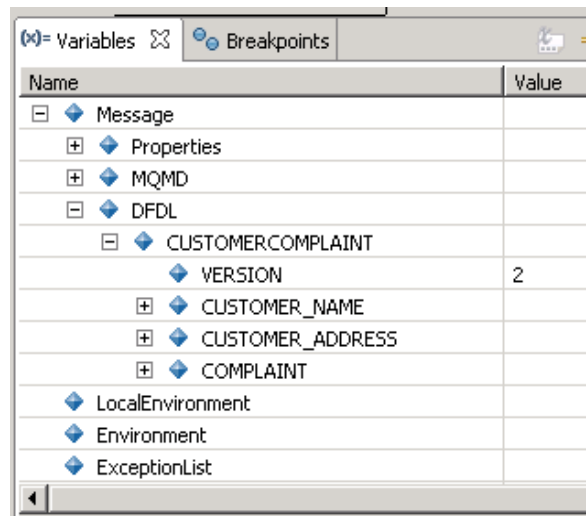 (x)= Variables Breakpoints
Name Value
Message
Properties
MQMD
DFDL
CUSTOMERCOMPLAINT
VERSION 2
CUSTOMER_NAME
CUSTOMER_ADDRESS
COMPLAINT
LocalEnvironment
Environment
ExceptionList